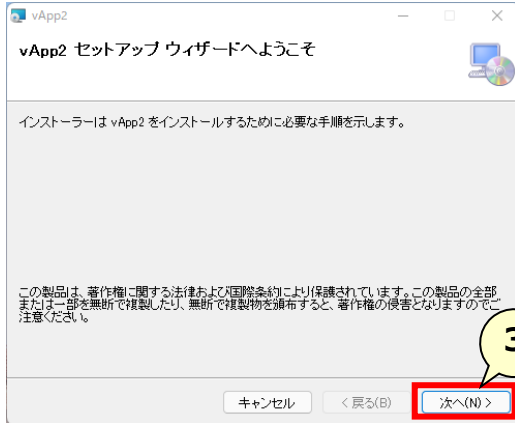 vApp2
vApp2 セットアップ ウィザードへようこそ
インストーラーは vApp2 をインストールするために必要な手順を示します。
この製品は、著作権に関する法律および国際条約により保護されています。この製品の全部
または一部を無断で複製したり、無断で複製物を頒布すると、著作権の侵害となりますのでご
注意ください。
3
キャンセル < 戻る(B) 次へ(N) >